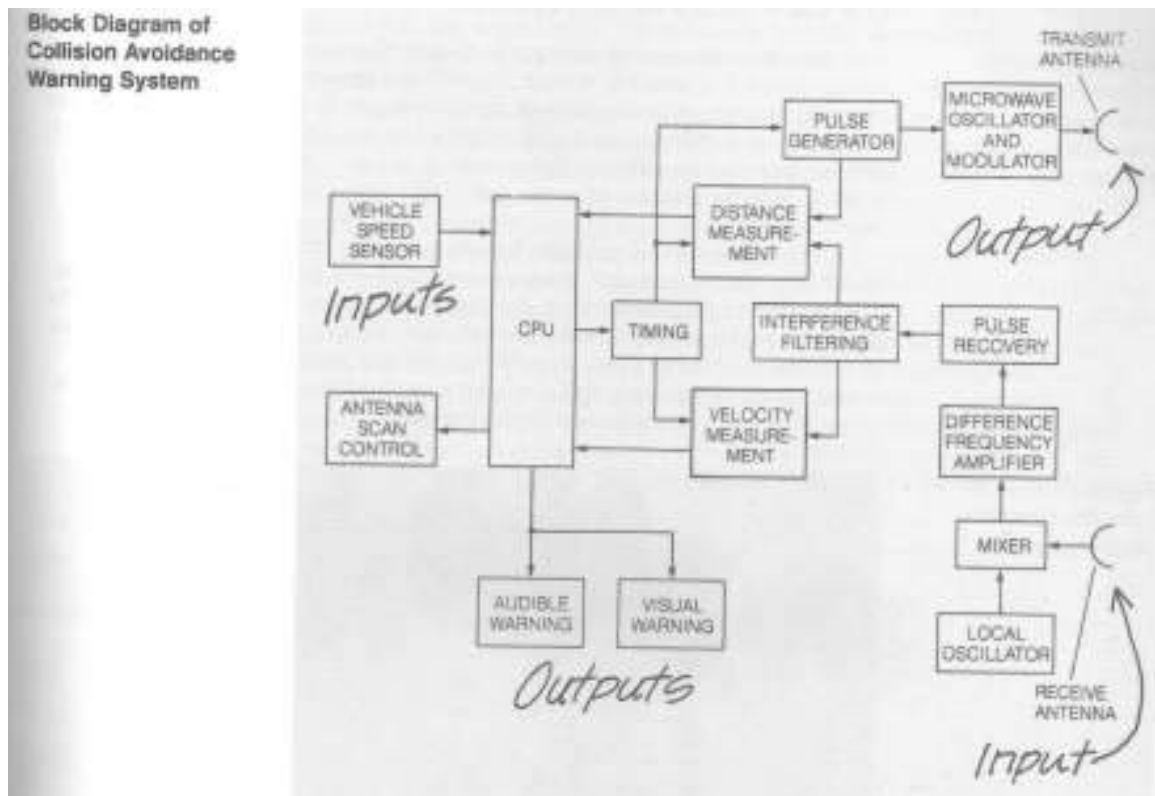 Block Diagram of
Collision Avoidance
Warning System
TRANSMIT
ANTENNA
MICROWAVE
OSCILLATOR
AND
MODULATOR
PULSE
GENERATOR
Output
VEHICLE
SPEED
SENSOR
DISTANCE
MEASURE-
MENT
Inputs
CPU
TIMING
INTERFERENCE
FILTERING
PULSE
RECOVERY
ANTENNA
SCAN
CONTROL
VELOCITY
MEASURE-
MENT
DIFFERENCE
FREQUENCY
AMPLIFIER
MIXER
AUDIBLE
WARNING
VISUAL
WARNING
LOCAL
OSCILLATOR
Outputs
RECEIVE
ANTENNA
Input